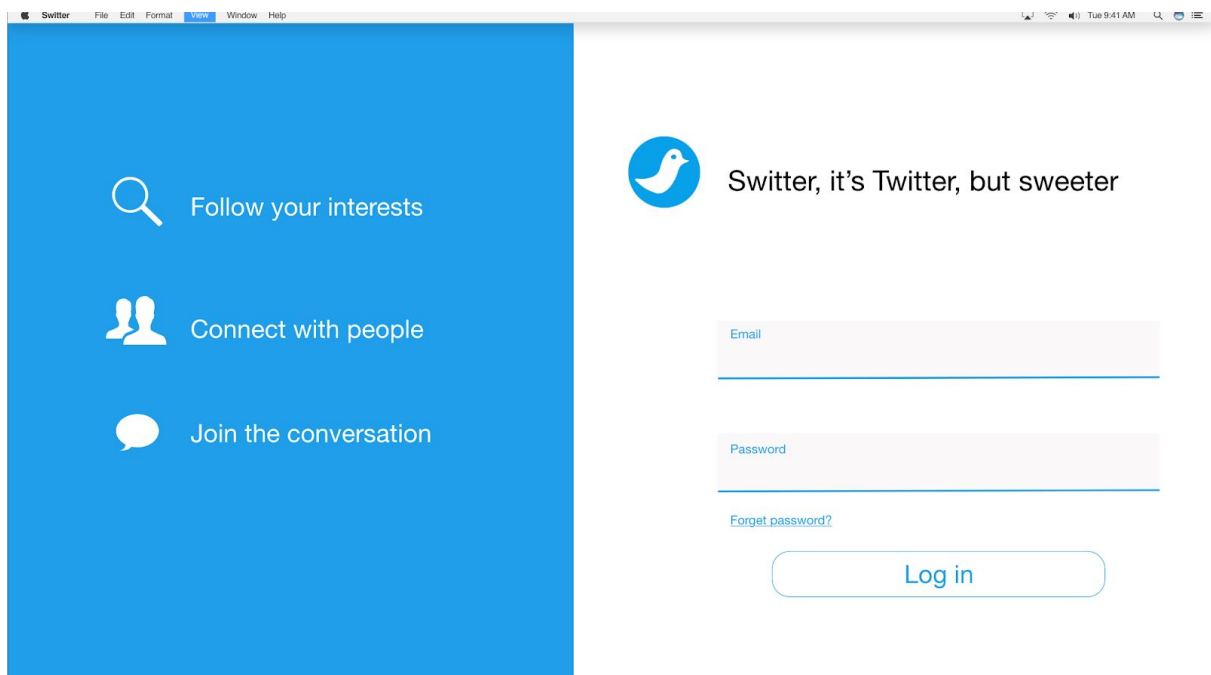 Switter File Edit Format View Window Help Tue 9:41 AM
Follow your interests
Connect with people
Join the conversation
Switter, it's Twitter, but sweeter
Email
Password
Forget password?
Log in